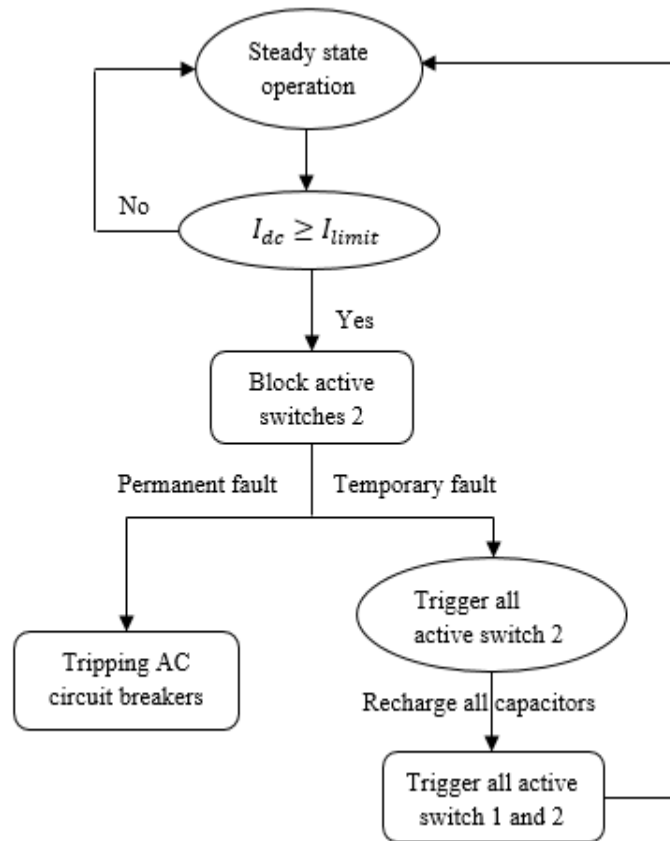 Steady state
operation
No
I_dc ≥ I_limit
Yes
Block active
switches 2
Permanent fault
Temporary fault
Trigger all
active switch 2
Tripping AC
circuit breakers
Recharge all capacitors
Trigger all active
switch 1 and 2